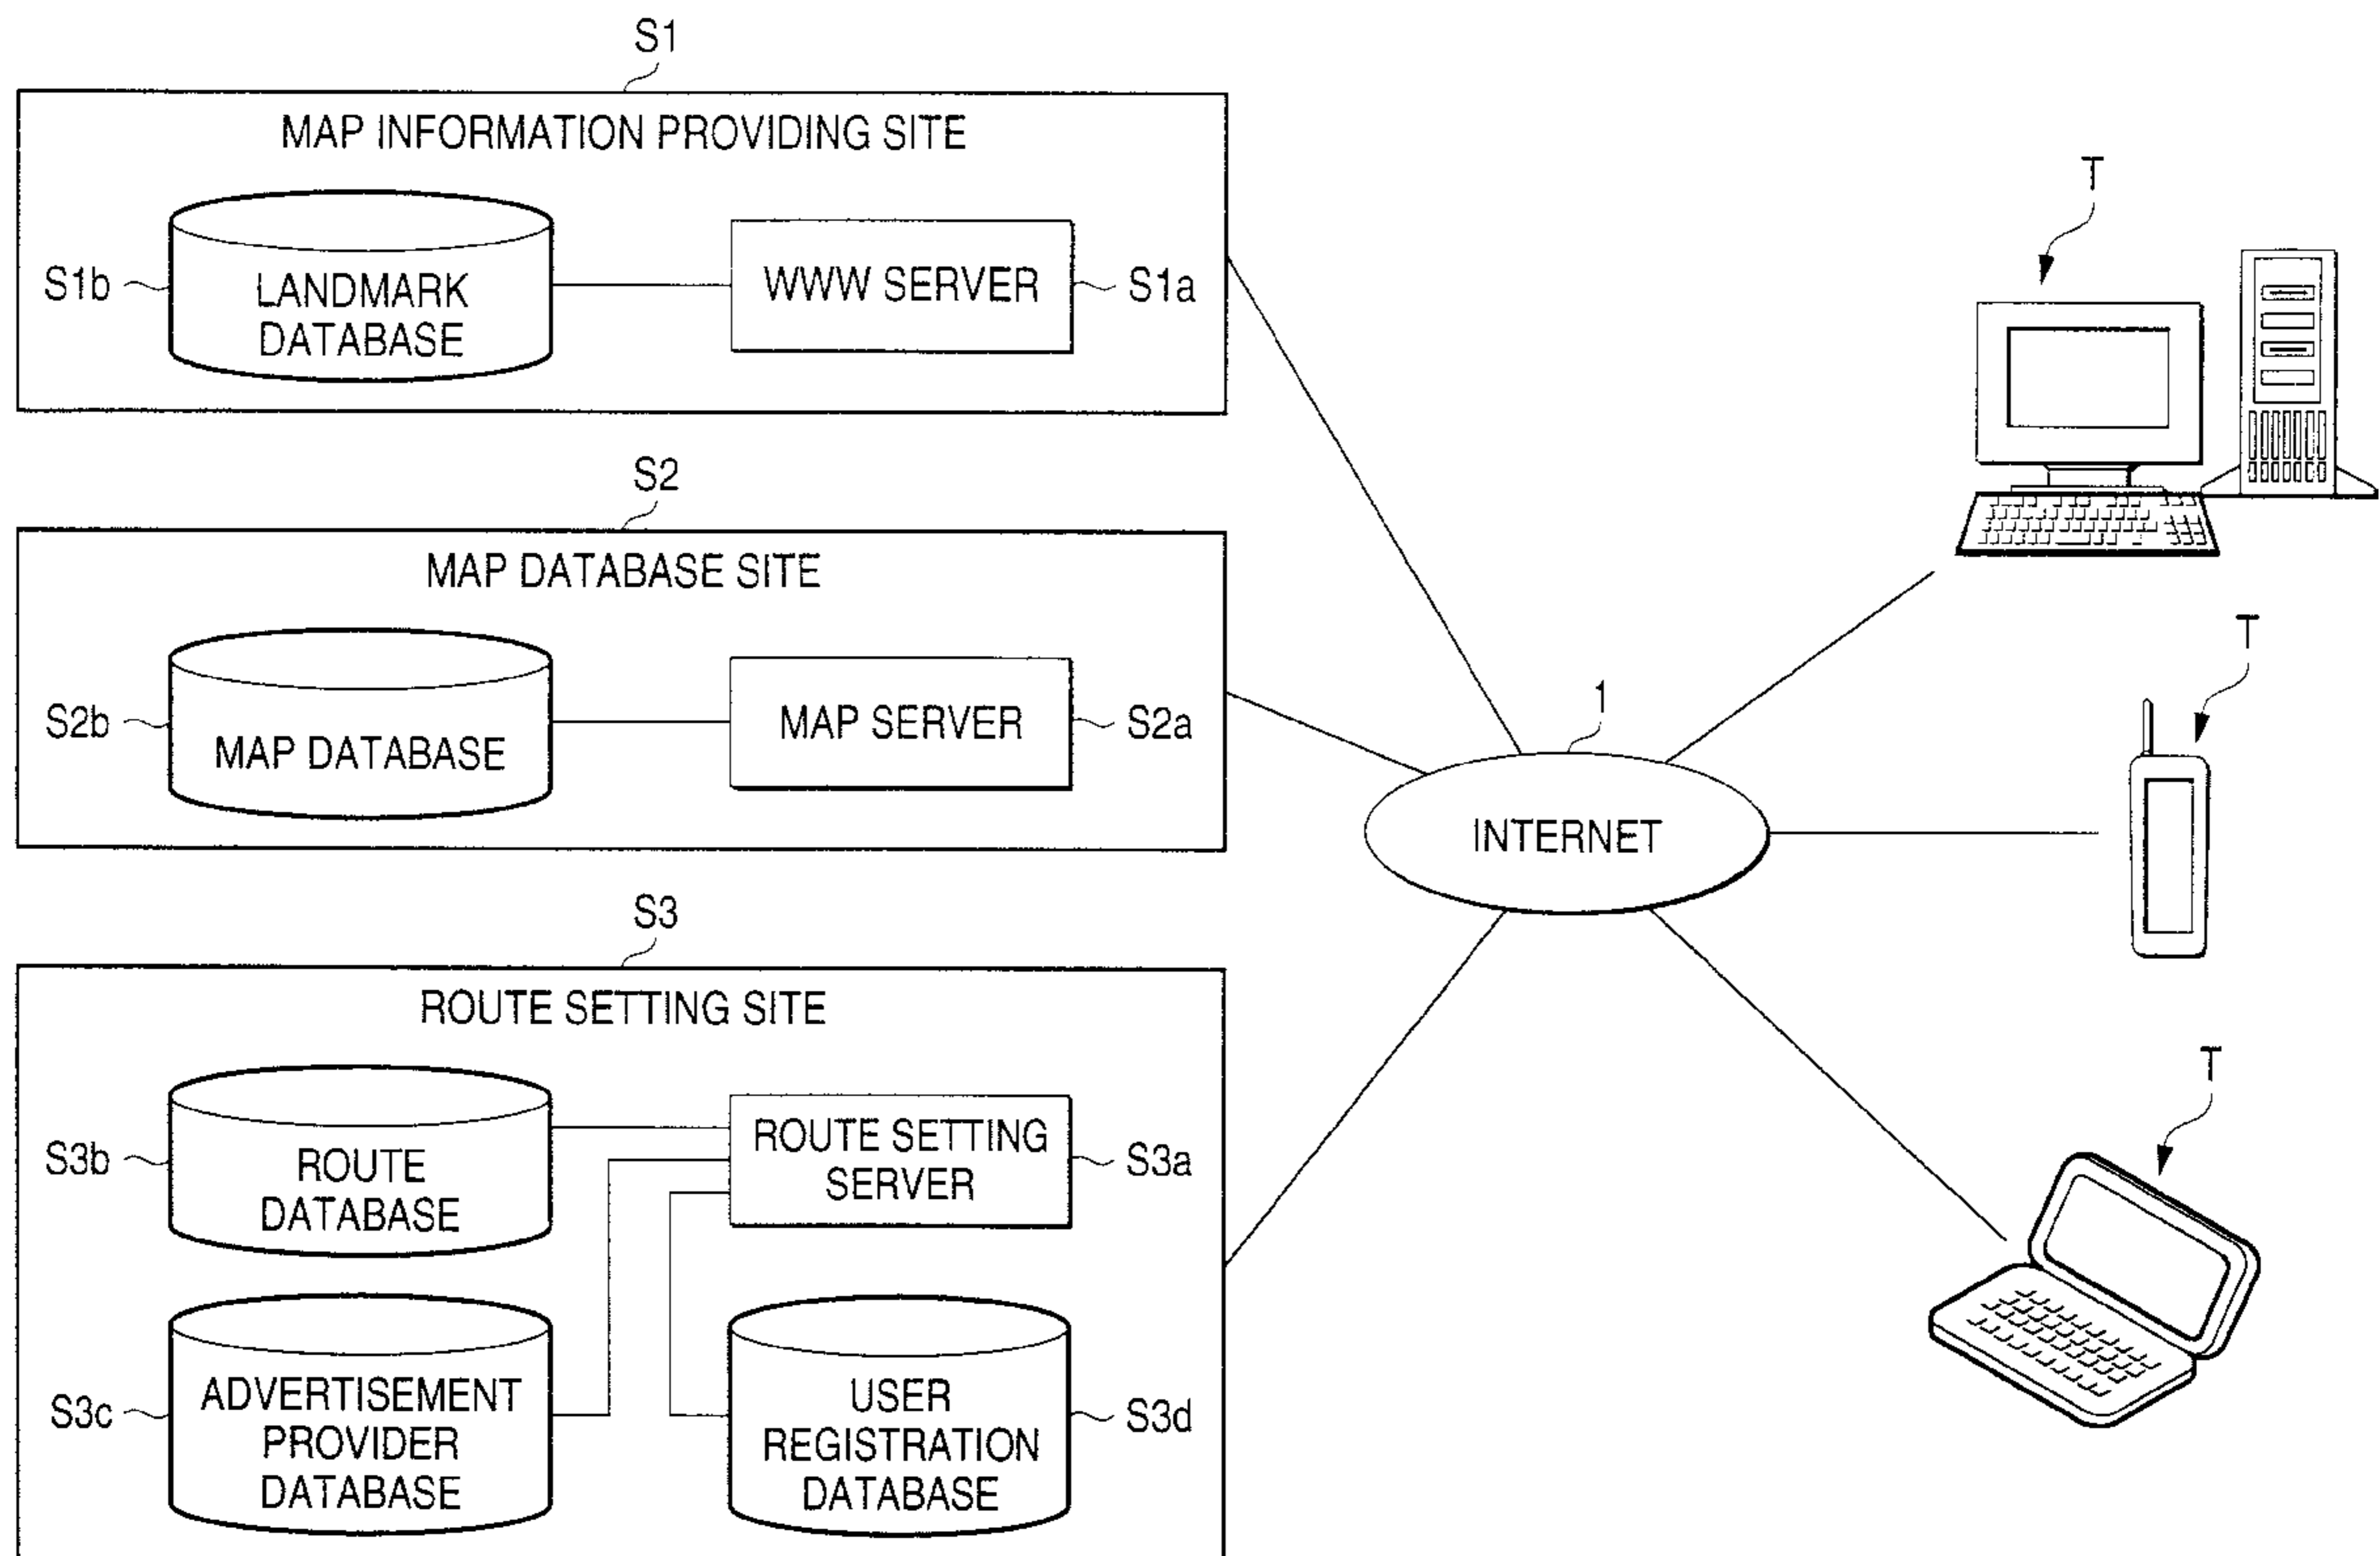 S1
MAP INFORMATION PROVIDING SITE
S1b
LANDMARK
DATABASE
WWW SERVER
S1a
S2
MAP DATABASE SITE
S2b
MAP DATABASE
MAP SERVER
S2a
S3
ROUTE SETTING SITE
S3b
ROUTE
DATABASE
ROUTE SETTING
SERVER
S3a
S3c
ADVERTISEMENT
PROVIDER
DATABASE
USER
REGISTRATION
DATABASE
S3d
1
INTERNET
T
T
T